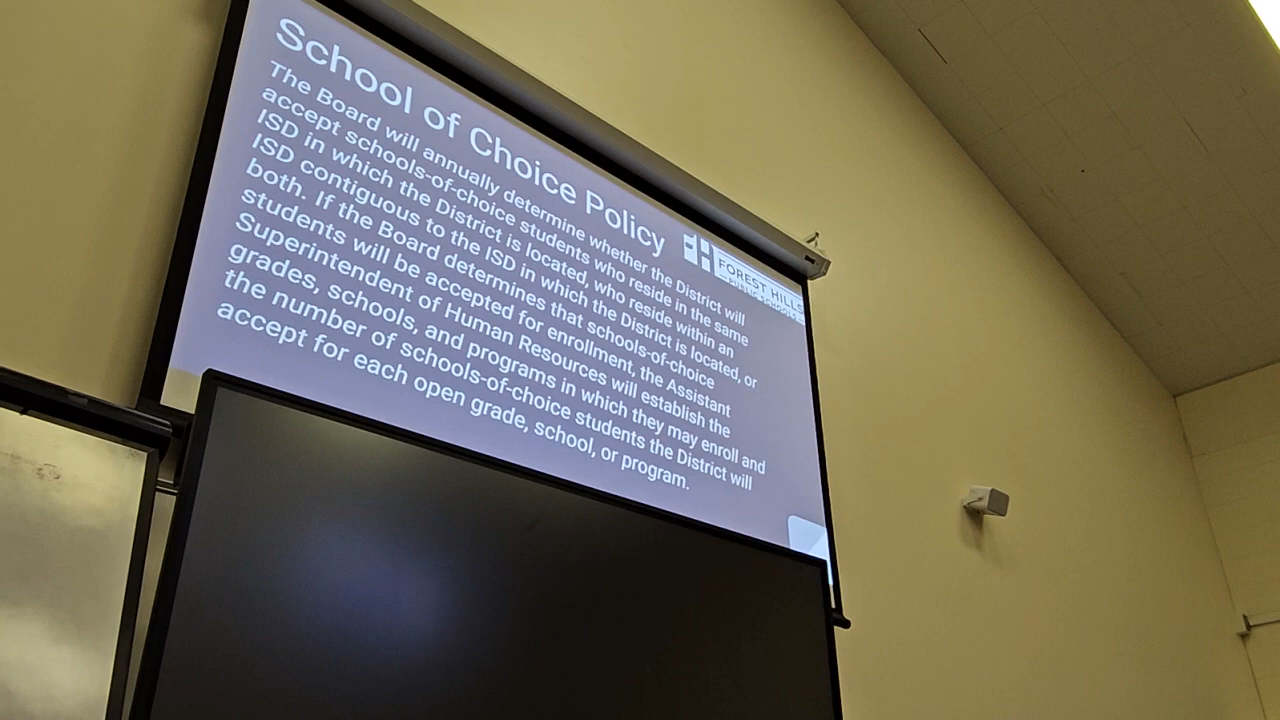 School of Choice Policy
The Board will annually determine whether the District will
accept schools-of-choice students who reside in the same
ISD in which the District is located, who reside within an
ISD contiguous to the ISD in which the District is located, or
both. If the Board determines that schools-of-choice
students will be accepted for enrollment, the Assistant
Superintendent of Human Resources will establish the
grades, schools, and programs in which they may enroll and
the number of schools-of-choice students the District will
accept for each open grade, school, or program.
FH
FOREST HILLS
PUBLIC SCHOOLS